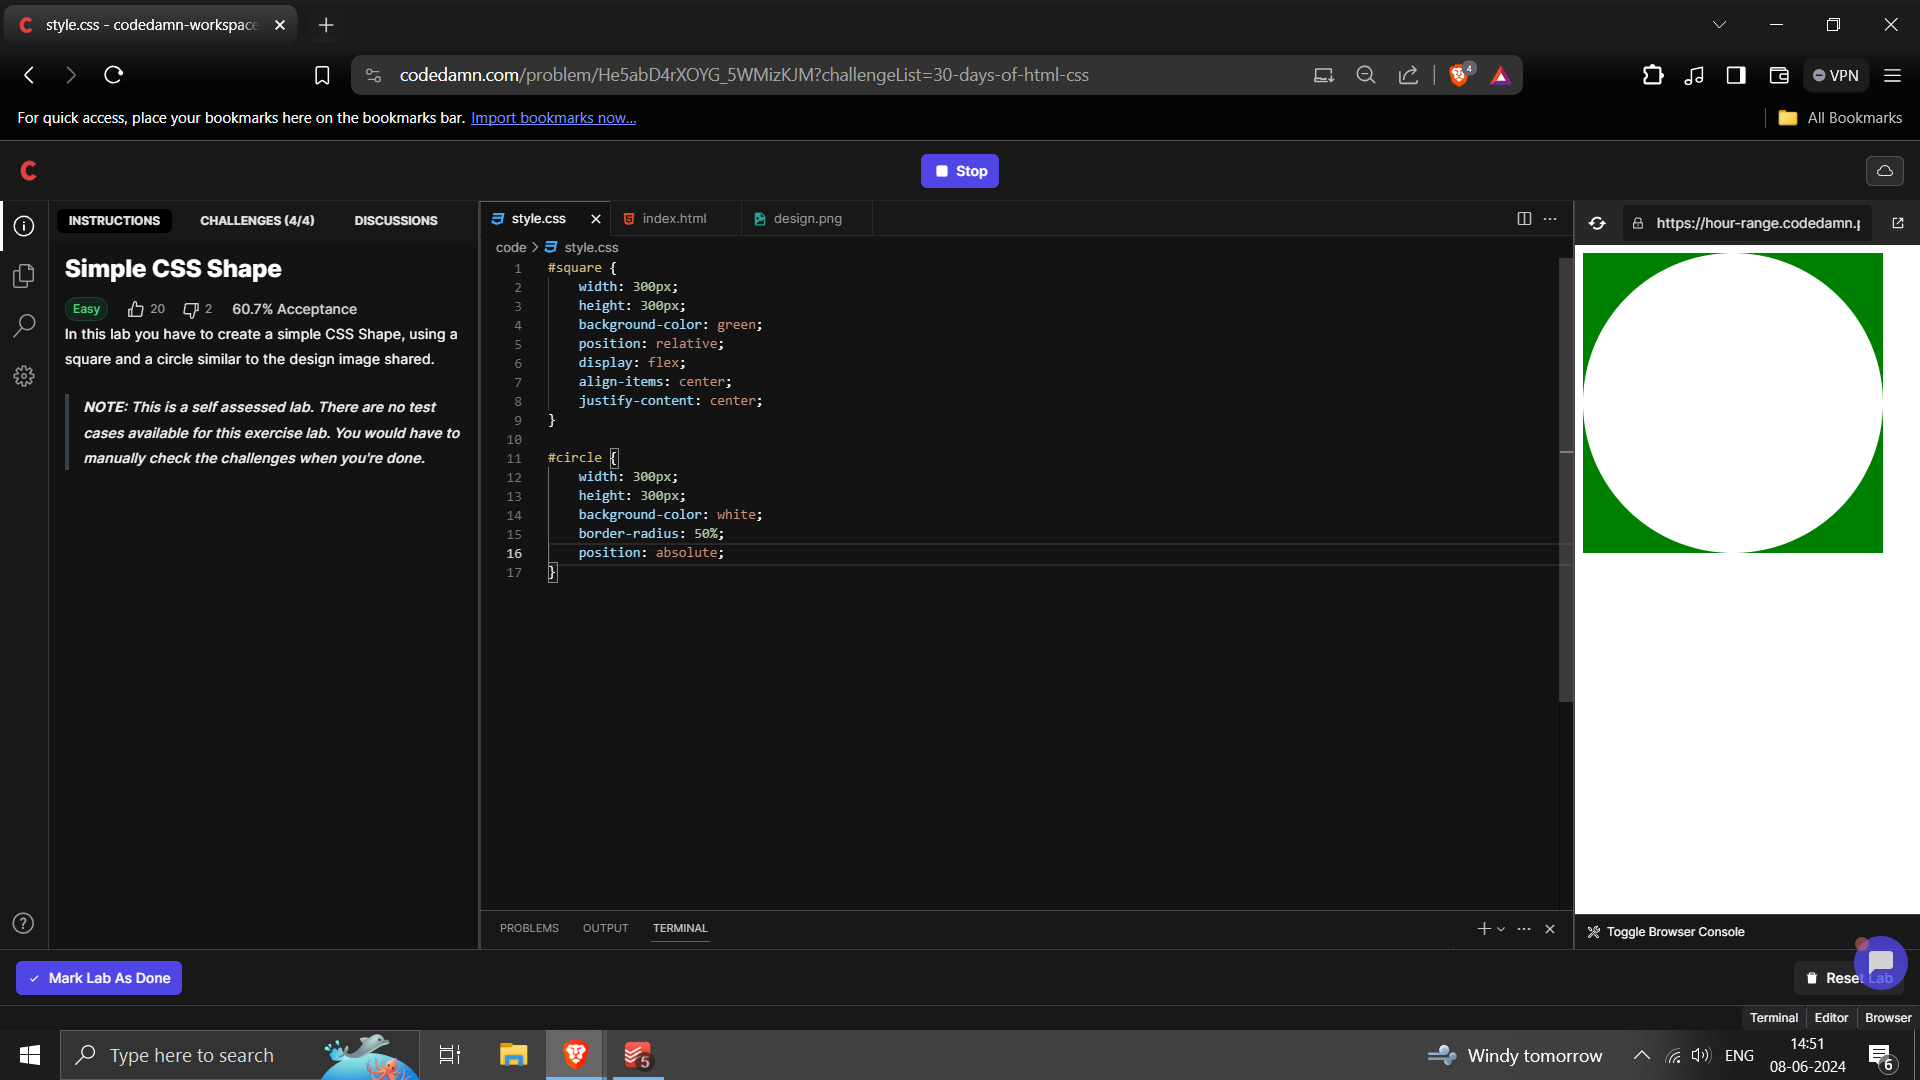 style.css - codedamn-workspace
codedamn.com/problem/He5abD4rXOYG_5WMizKJM?challengeList=30-days-of-html-css
4
VPN
For quick access, place your bookmarks here on the bookmarks bar. Import bookmarks now...
All Bookmarks
Stop
INSTRUCTIONS
CHALLENGES (4/4)
DISCUSSIONS
style.css
index.html
design.png
https://hour-range.codedamn.p
code > style.css
Simple CSS Shape
Easy
20
2
60.7% Acceptance
In this lab you have to create a simple CSS Shape, using a
square and a circle similar to the design image shared.
NOTE: This is a self assessed lab. There are no test
cases available for this exercise lab. You would have to
manually check the challenges when you're done.
1 #square {
2 width: 300px;
3 height: 300px;
4 background-color: green;
5 position: relative;
6 display: flex;
7 align-items: center;
8 justify-content: center;
9 }
10
11 #circle {
12 width: 300px;
13 height: 300px;
14 background-color: white;
15 border-radius: 50%;
16 position: absolute;
17 }
PROBLEMS
OUTPUT
TERMINAL
Toggle Browser Console
Mark Lab As Done
Reset Lab
Terminal
Editor
Browser
Type here to search
5
Windy tomorrow
ENG
14:51
08-06-2024
6